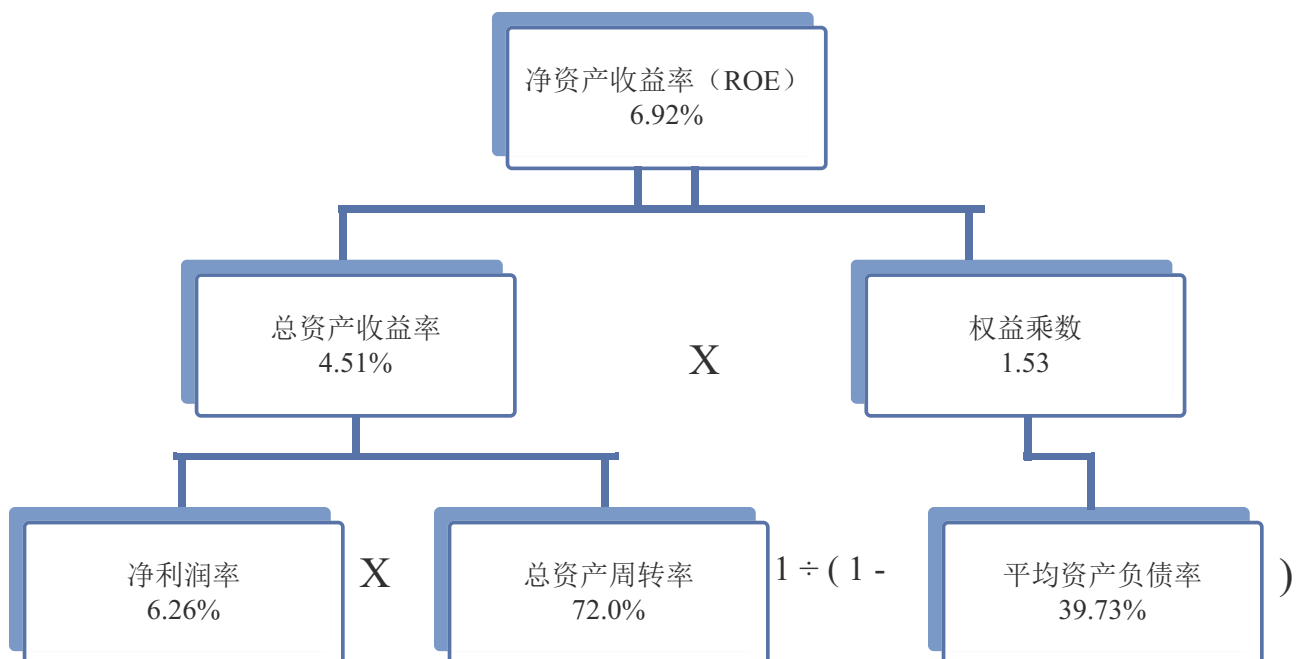 净资产收益率（ROE）
6.92%
总资产收益率
4.51%
X
权益乘数
1.53
净利润率
6.26%
X
总资产周转率
72.0%
1 ÷ ( 1 -
平均资产负债率
39.73%
)